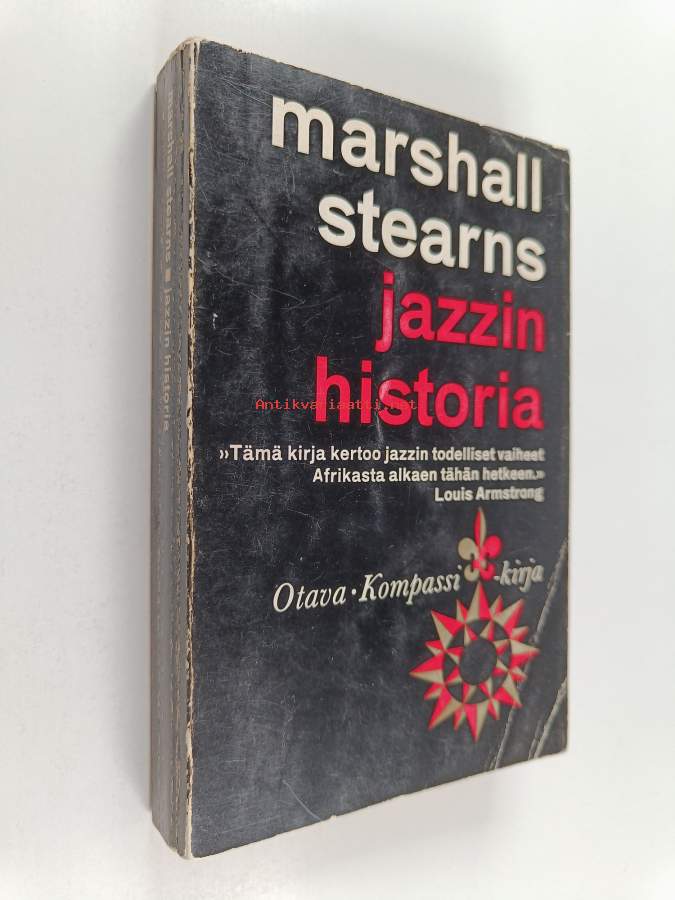 marshall
stearns
jazzin
historia
Antikvariaatti.net
»Tämä kirja kertoo jazzin todelliset vaiheet
Afrikasta alkaen tähän hetkeen.»
Louis Armstrong
Otava • Kompassi -kirja
marshall stearns ■ jazzin historia